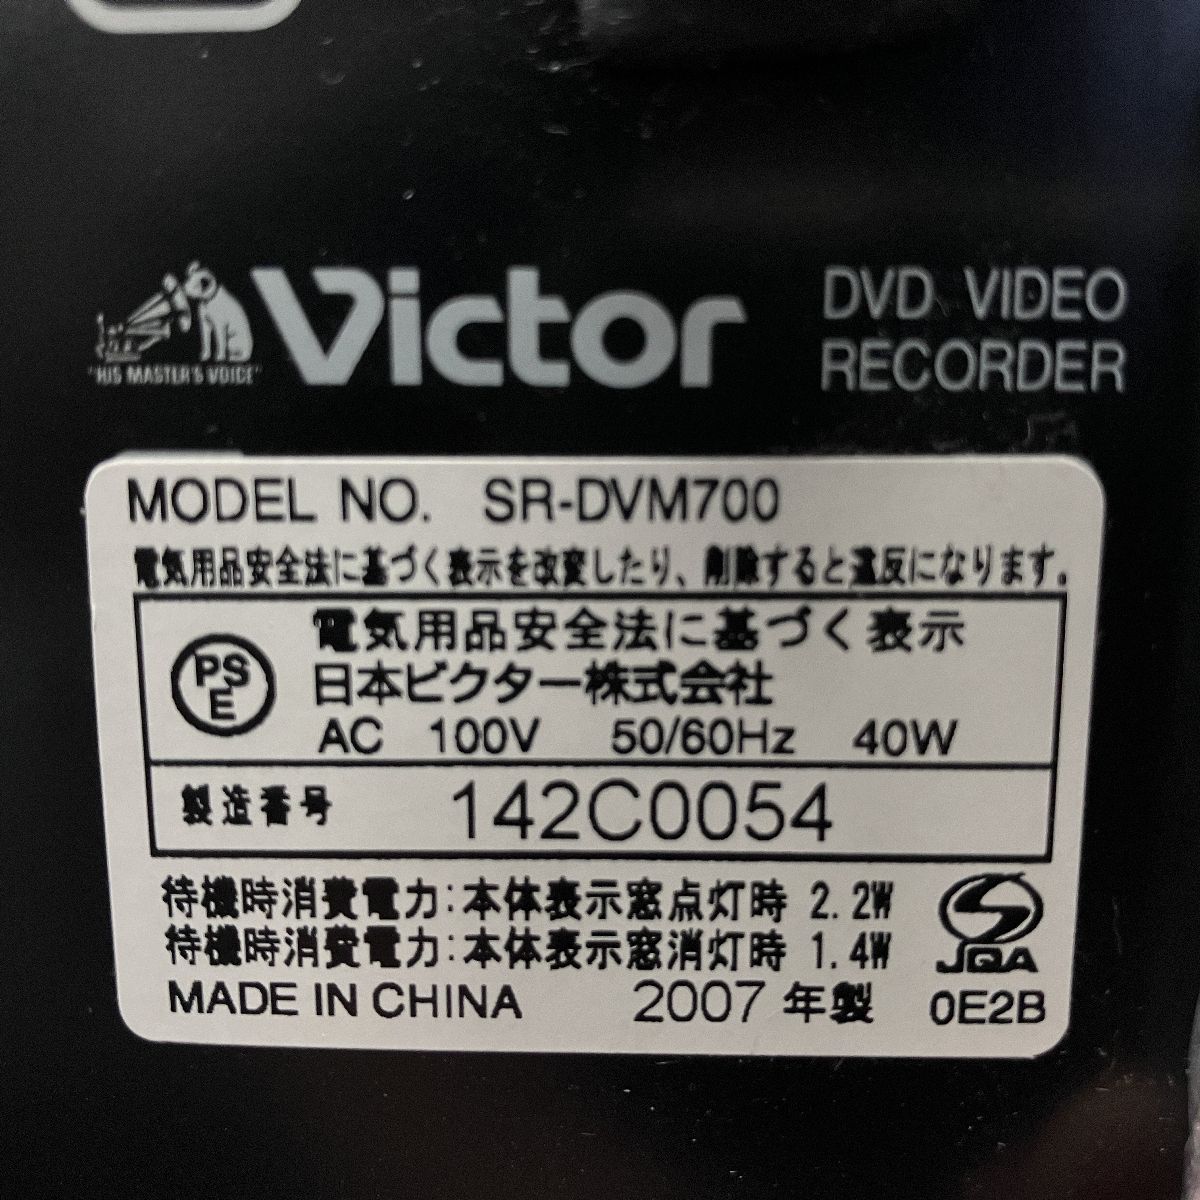 "HIS MASTER'S VOICE"
Victor
DVD VIDEO
RECORDER
MODEL NO. SR-DVM700
電気用品安全法に基づく表示を改変したり、削除すると違反になります。
PS
E
電気用品安全法に基づく表示
日本ビクター株式会社
AC 100V 50/60Hz 40W
製造番号 142C0054
待機時消費電力:本体表示窓点灯時 2.2W
待機時消費電力:本体表示窓消灯時 1.4W
JQA
MADE IN CHINA 2007 年製 0E2B